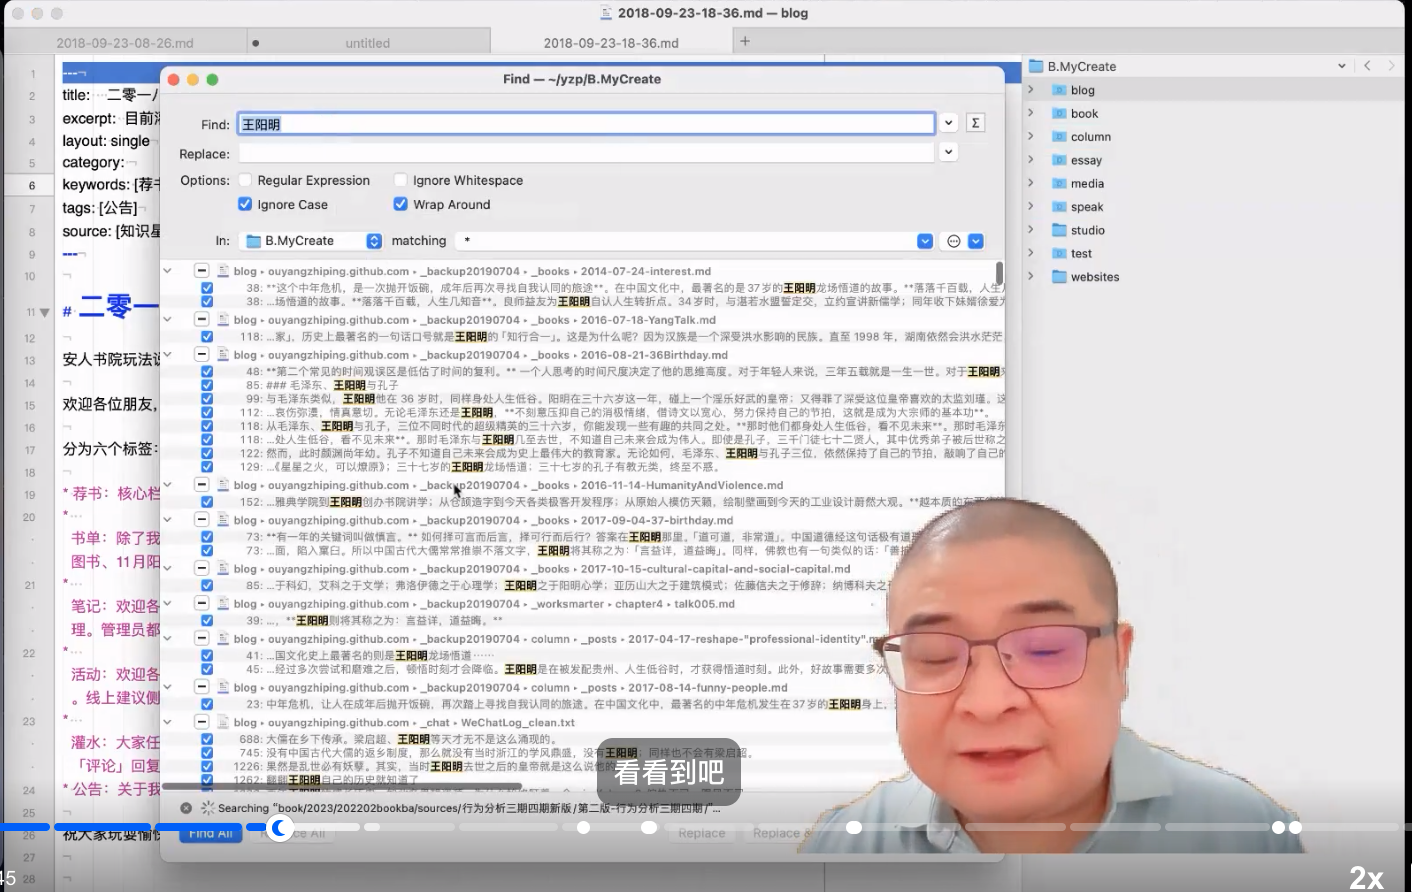 2018-09-23-18-36.md — blog
2018-09-23-08-26.md
untitled
2018-09-23-18-36.md
Find — ~/yzp/B.MyCreate
B.MyCreate
blog
book
column
essay
media
speak
studio
test
websites
1 ---
2 title: 二零一八
3 excerpt: 目前
4 layout: single
5 category:
6 keywords: [荐书
7 tags: [公告]
8 source: [知识星
9 ---
10
11 # 二零一
12
13 安人书院玩法说
14
15 欢迎各位朋友,
16
17 分为六个标签:
18
19 * 荐书: 核心栏
20 *
书单: 除了我
图书、11月阳
21 *
笔记: 欢迎各
理。管理员都
22 *
活动: 欢迎各
。线上建议侧
23 *
灌水: 大家任
「评论」回复
24 * 公告: 关于我
25
26 祝大家玩耍愉快
27
28
Find: 王阳明
Replace:
Options: Regular Expression Ignore Whitespace
Ignore Case Wrap Around
In: B.MyCreate matching *
blog ▸ ouyangzhiping.github.com ▸ _backup20190704 ▸ _books ▸ 2014-07-24-interest.md
38: **这个中年危机,是一次抛开饭碗,成年后再次寻找自我认同的旅途**。在中国文化中,最著名的是 37岁的王阳明龙场悟道的故事。**落落千百载,人生
38: ...场悟道的故事。**落落千百载,人生几知音**。良师益友为王阳明自认人生转折点。34 岁时,与湛若水盟誓定交,立约宣讲新儒学;同年收下妹婿徐爱
blog ▸ ouyangzhiping.github.com ▸ _backup20190704 ▸ _books ▸ 2016-07-18-YangTalk.md
118: ...家」,历史上最著名的一句话口号就是王阳明的「知行合一」。这是为什么呢?因为汉族是一个深受洪水影响的民族。直至 1998 年,湖南依然会洪水茫茫
blog ▸ ouyangzhiping.github.com ▸ _backup20190704 ▸ _books ▸ 2016-08-21-36Birthday.md
48: **第二个常见的时间观误区是低估了时间的复利。** 一个人思考的时间尺度决定了他的思维高度。对于年轻人来说,三年五载就是一生一世。对于王阳明
85: ### 毛泽东、王阳明与孔子
99: 与毛泽东类似,王阳明他在 36 岁时,同样身处人生低谷。阳明在三十六岁这一年,碰上一个淫乐好武的皇帝;又得罪了深受这位皇帝喜欢的太监刘瑾。
112: ...哀伤弥漫,情真意切。无论毛泽东还是王阳明,**不刻意压抑自己的消极情绪,借诗文以宽心,努力保持自己的节拍,这就是成为大宗师的基本功**。
118: 从毛泽东、王阳明与孔子,三位不同时代的超级精英的三十六岁,你能发现一些有趣的共同之处。**那时他们都身处人生低谷,看不见未来**。那时毛泽东
118: ...处人生低谷,看不见未来**。那时毛泽东与王阳明几至去世,不知道自己未来会成为伟人。即使是孔子,三千门徒七十二贤人,其中优秀弟子被后世称之
122: 然而,此时颜渊尚年幼。孔子不知道自己未来会成为史上最伟大的教育家。无论如何,毛泽东、王阳明与孔子三位,依然保持了自己的节拍,敲响了自己的
129: 《星星之火,可以燎原》;三十七岁的王阳明龙场悟道;三十七岁的孔子有教无类,终至不惑。
blog ▸ ouyangzhiping.github.com ▸ _backup20190704 ▸ _books ▸ 2016-11-14-HumanityAndViolence.md
152: ...雅典学院到王阳明创办书院讲学;从仓颉造字到今天各类极客开发程序;从原始人模仿天籁,绘制壁画到今天的工业设计蔚然大观。**越本质的东西
blog ▸ ouyangzhiping.github.com ▸ _backup20190704 ▸ _books ▸ 2017-09-04-37-birthday.md
73: **有一年的关键词叫做慎言。** 如何择可言而后言,择可行而后行?答案在王阳明那里。「道可道,非常道」。中国道德经这句话极有道
73: ...面,陷入窠臼。所以中国古代大儒常常推崇不落文字,王阳明将其称之为:「言益详,道益晦」。同样,佛教也有一句类似的话:「善
blog ▸ ouyangzhiping.github.com ▸ _backup20190704 ▸ _books ▸ 2017-10-15-cultural-capital-and-social-capital.md
85: ...于科幻,艾科之于文学;弗洛伊德之于心理学;王阳明之于阳明心学;亚历山大之于建筑模式;佐藤信夫之于修辞;纳博科夫之
blog ▸ ouyangzhiping.github.com ▸ _backup20190704 ▸ _worksmarter ▸ chapter4 ▸ talk005.md
39: ...,**王阳明则将其称之为:言益详,道益晦。**
blog ▸ ouyangzhiping.github.com ▸ _backup20190704 ▸ column ▸ _posts ▸ 2017-04-17-reshape-"professional-identity".m
41: ...国文化史上最著名的则是王阳明龙场悟道 ······
45: ...经过多次尝试和磨难之后,顿悟时刻才会降临。王阳明是在被发配贵州、人生低谷时,才获得悟道时刻。此外,好故事需要多次
blog ▸ ouyangzhiping.github.com ▸ _backup20190704 ▸ column ▸ _posts ▸ 2017-08-14-funny-people.md
23: 中年危机,让人在成年后抛开饭碗,再次踏上寻找自我认同的旅途。在中国文化中,最著名的中年危机发生在37岁的王阳明身上,
blog ▸ ouyangzhiping.github.com ▸ _chat ▸ WeChatLog_clean.txt
688: 大儒在乡下传承。梁启超、王阳明等天才无不是这么涌现的。
745: 没有中国古代大儒的返乡制度,那么就没有当时浙江的学风鼎盛,没有王阳明;同样也不会有梁启超。
1226: 果然是乱世必有妖孽。其实,当时王阳明去世之后的皇帝就是这么说他的
1262: 翻翻王阳明自己的历史就知道了
看看到吧
Searching "book/2023/202202bookba/sources/行为分析三期四期新版/第二版-行为分析三期四期/"...
Find All
Replace
Replace &
45
2x